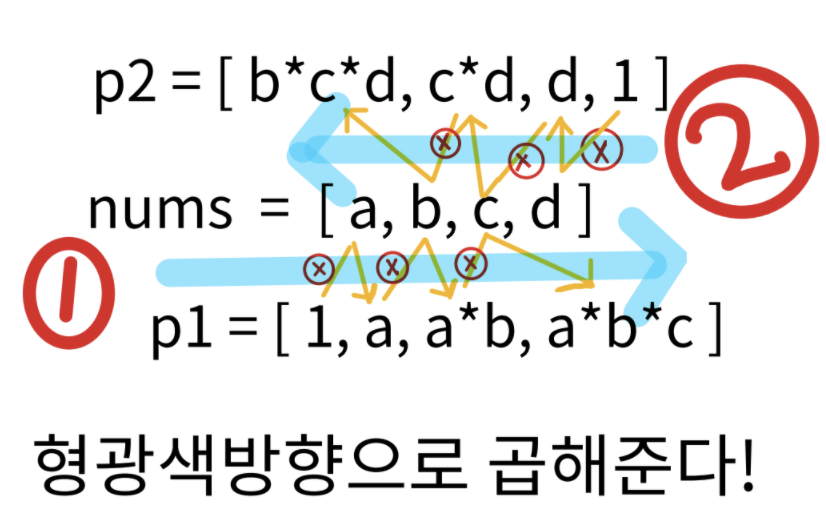 p2 = [ b*c*d, c*d, d, 1 ]
2
nums = [ a, b, c, d ]
1
p1 = [ 1, a, a*b, a*b*c ]
형광색방향으로 곱해준다!